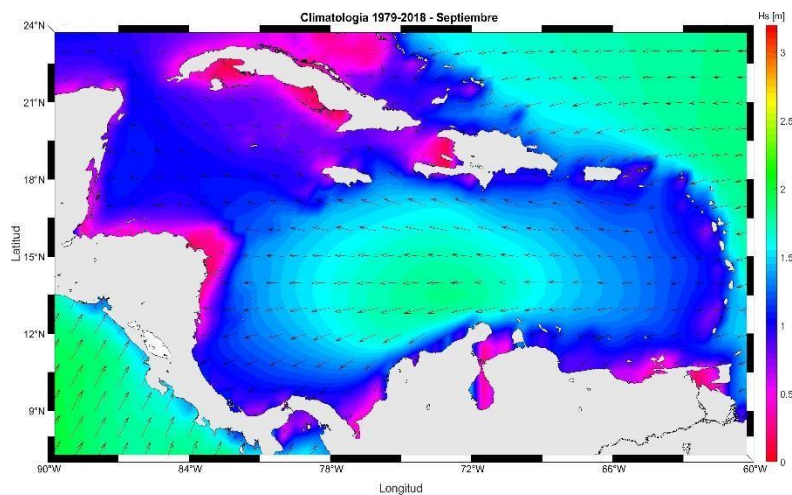 Climatología 1979-2018 - Septiembre
Hs [m]
24°N
21°N
18°N
15°N
12°N
9°N
Latitud
90°W
84°W
78°W
72°W
66°W
60°W
Longitud
3
2.5
2
1.5
1
0.5
0